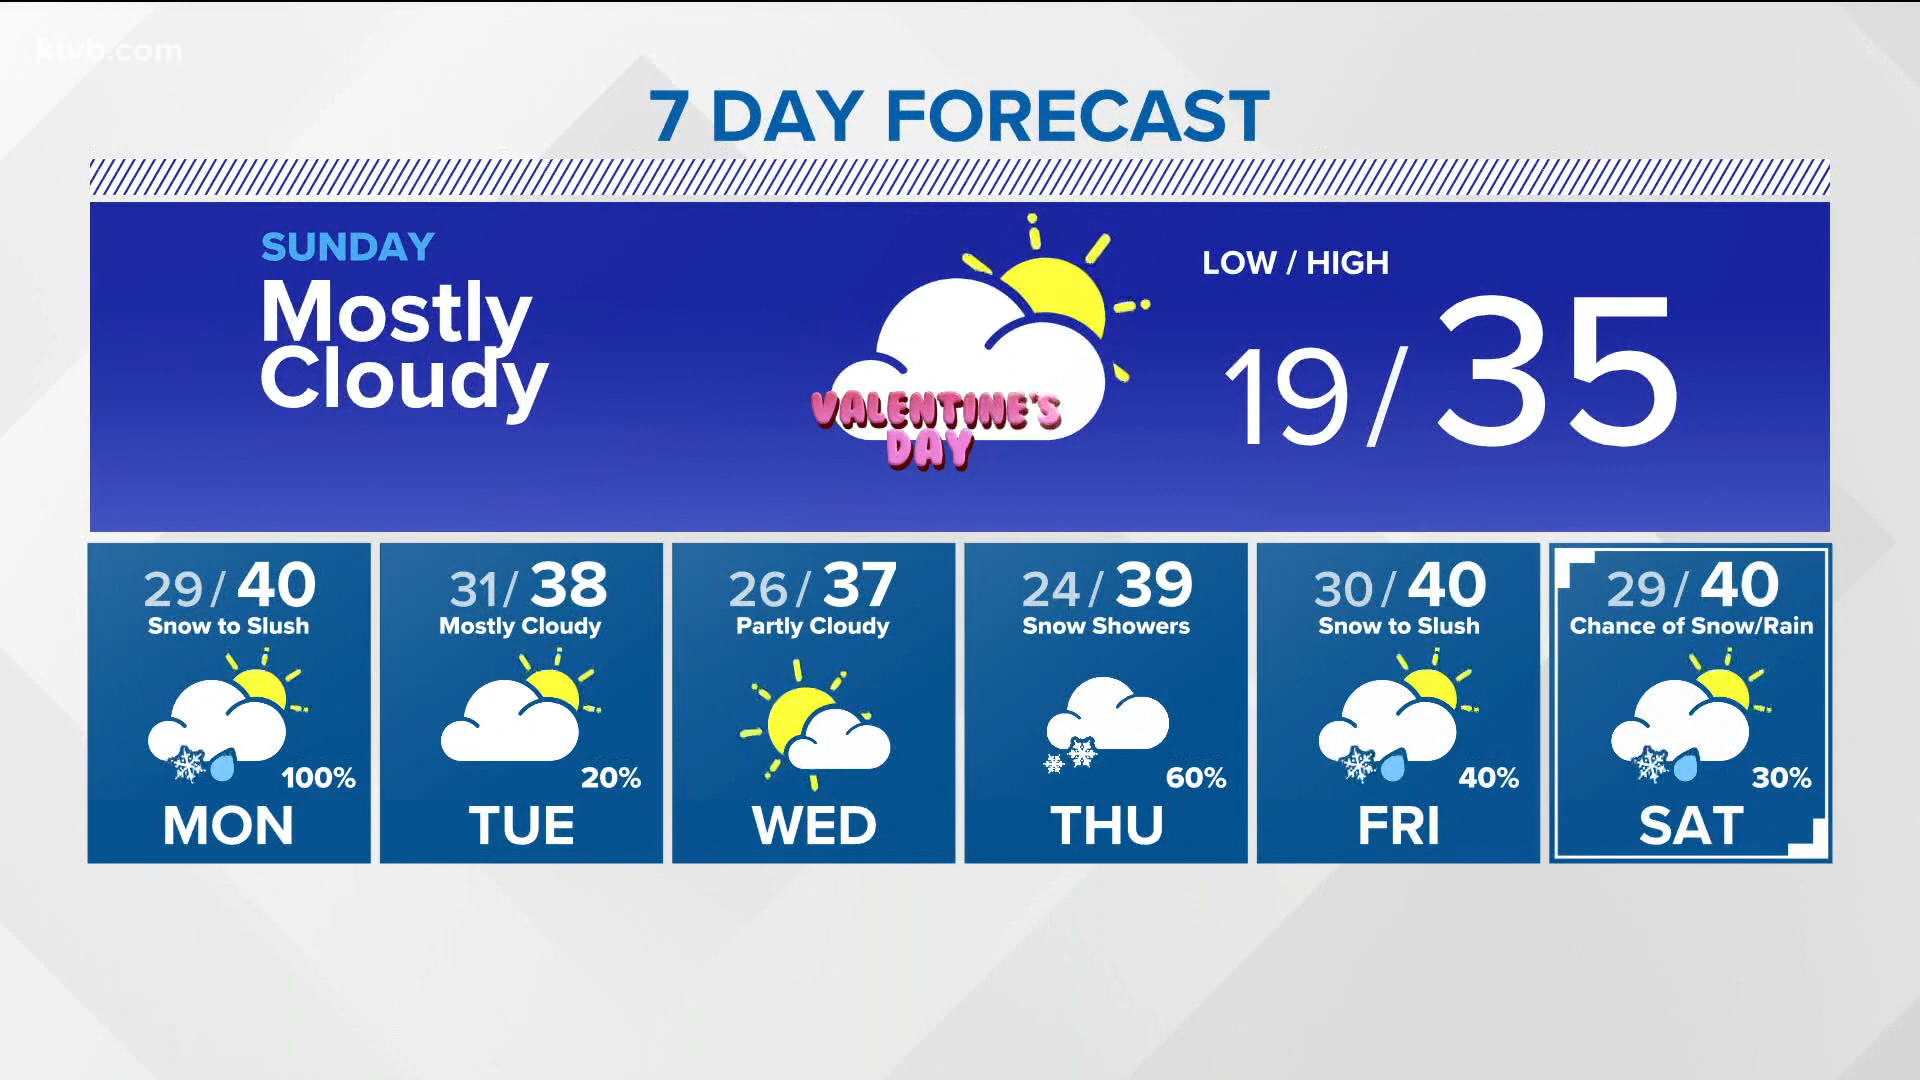 ktvb.com
7 DAY FORECAST
SUNDAY
Mostly
Cloudy
VALENTINE'S
DAY
LOW / HIGH
19 / 35
29 / 40
Snow to Slush
100%
MON
31 / 38
Mostly Cloudy
20%
TUE
26 / 37
Partly Cloudy
WED
24 / 39
Snow Showers
60%
THU
30 / 40
Snow to Slush
40%
FRI
29 / 40
Chance of Snow/Rain
30%
SAT